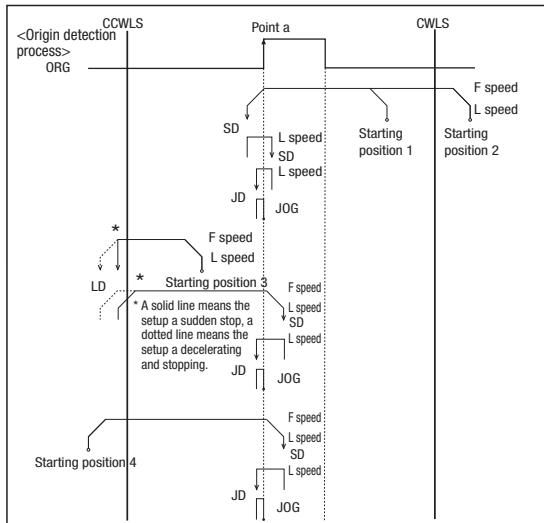 CCWLS
Point a
CWLS
<Origin detection
process>
ORG
F speed
L speed
SD
L speed
SD
Starting
position 1
Starting
position 2
L speed
JD
JOG
*
F speed
L speed
LD
*
Starting position 3
F speed
* A solid line means the
setup a sudden stop, a
dotted line means the
setup a decelerating
and stopping.
L speed
SD
L speed
JD
JOG
F speed
L speed
Starting position 4
SD
L speed
JD
JOG